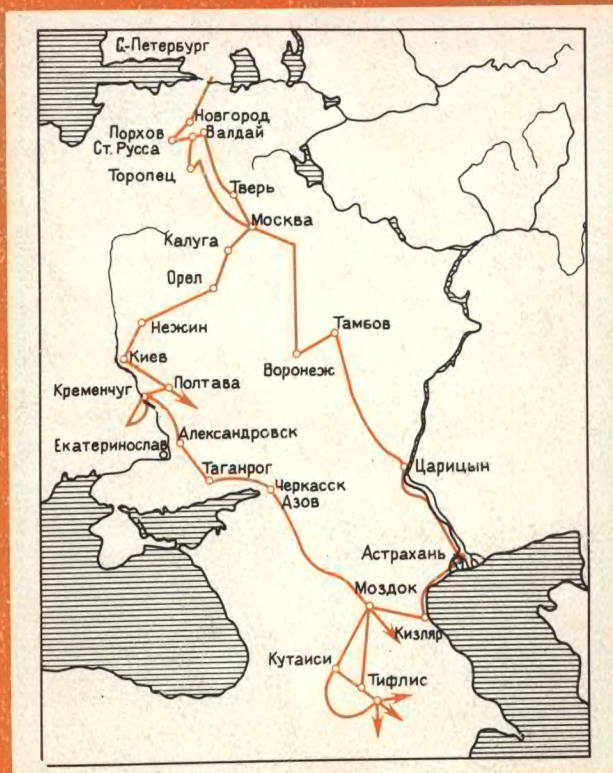 С.-Петербург
Новгород
Порхов
Валдай
Ст. Русса
Торопец
Тверь
Москва
Калуга
Орел
Нежин
Тамбов
Киев
Воронеж
Полтава
Кременчуг
Александровск
Екатеринослав
Царицын
Таганрог
Черкасск
Азов
Астрахань
Моздок
Кизляр
Кутаиси
Тифлис